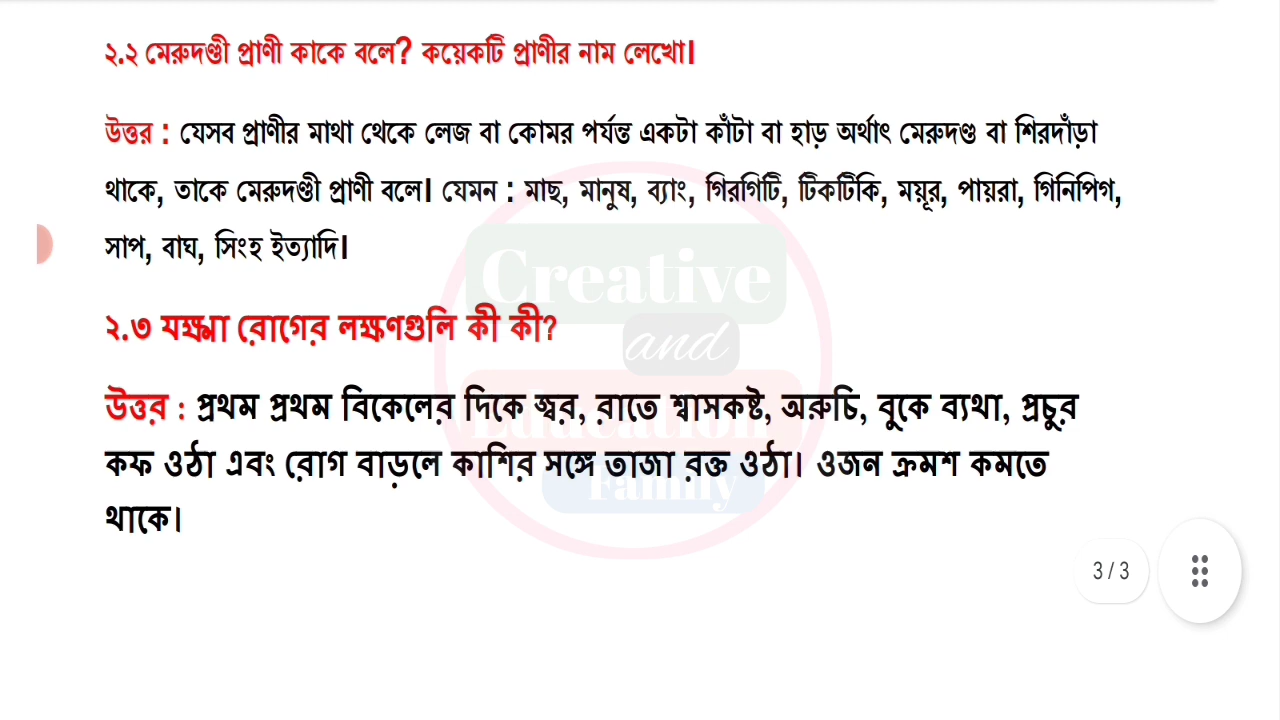 ২.২ মেরুদণ্ডী প্রাণী কাকে বলে? কয়েকটি প্রাণীর নাম লেখো।
উত্তর : যেসব প্রাণীর মাথা থেকে লেজ বা কোমর পর্যন্ত একটা কাঁটা বা হাড় অর্থাৎ মেরুদণ্ড বা শিরদাঁড়া
থাকে, তাকে মেরুদণ্ডী প্রাণী বলে। যেমন : মাছ, মানুষ, ব্যাং, গিরগিটি, টিকটিকি, ময়ূর, পায়রা, গিনিপিগ,
সাপ, বাঘ, সিংহ ইত্যাদি।
Creative
২.৩ যক্ষ্মা রোগের লক্ষণগুলি কী কী?
and
উত্তর : প্রথম প্রথম বিকেলের দিকে জ্বর, রাতে শ্বাসকষ্ট, অরুচি, বুকে ব্যথা, প্রচুর
Education
কফ ওঠা এবং রোগ বাড়লে কাশির সঙ্গে তাজা রক্ত ওঠা। ওজন ক্রমশ কমতে
Family
থাকে।
3 / 3